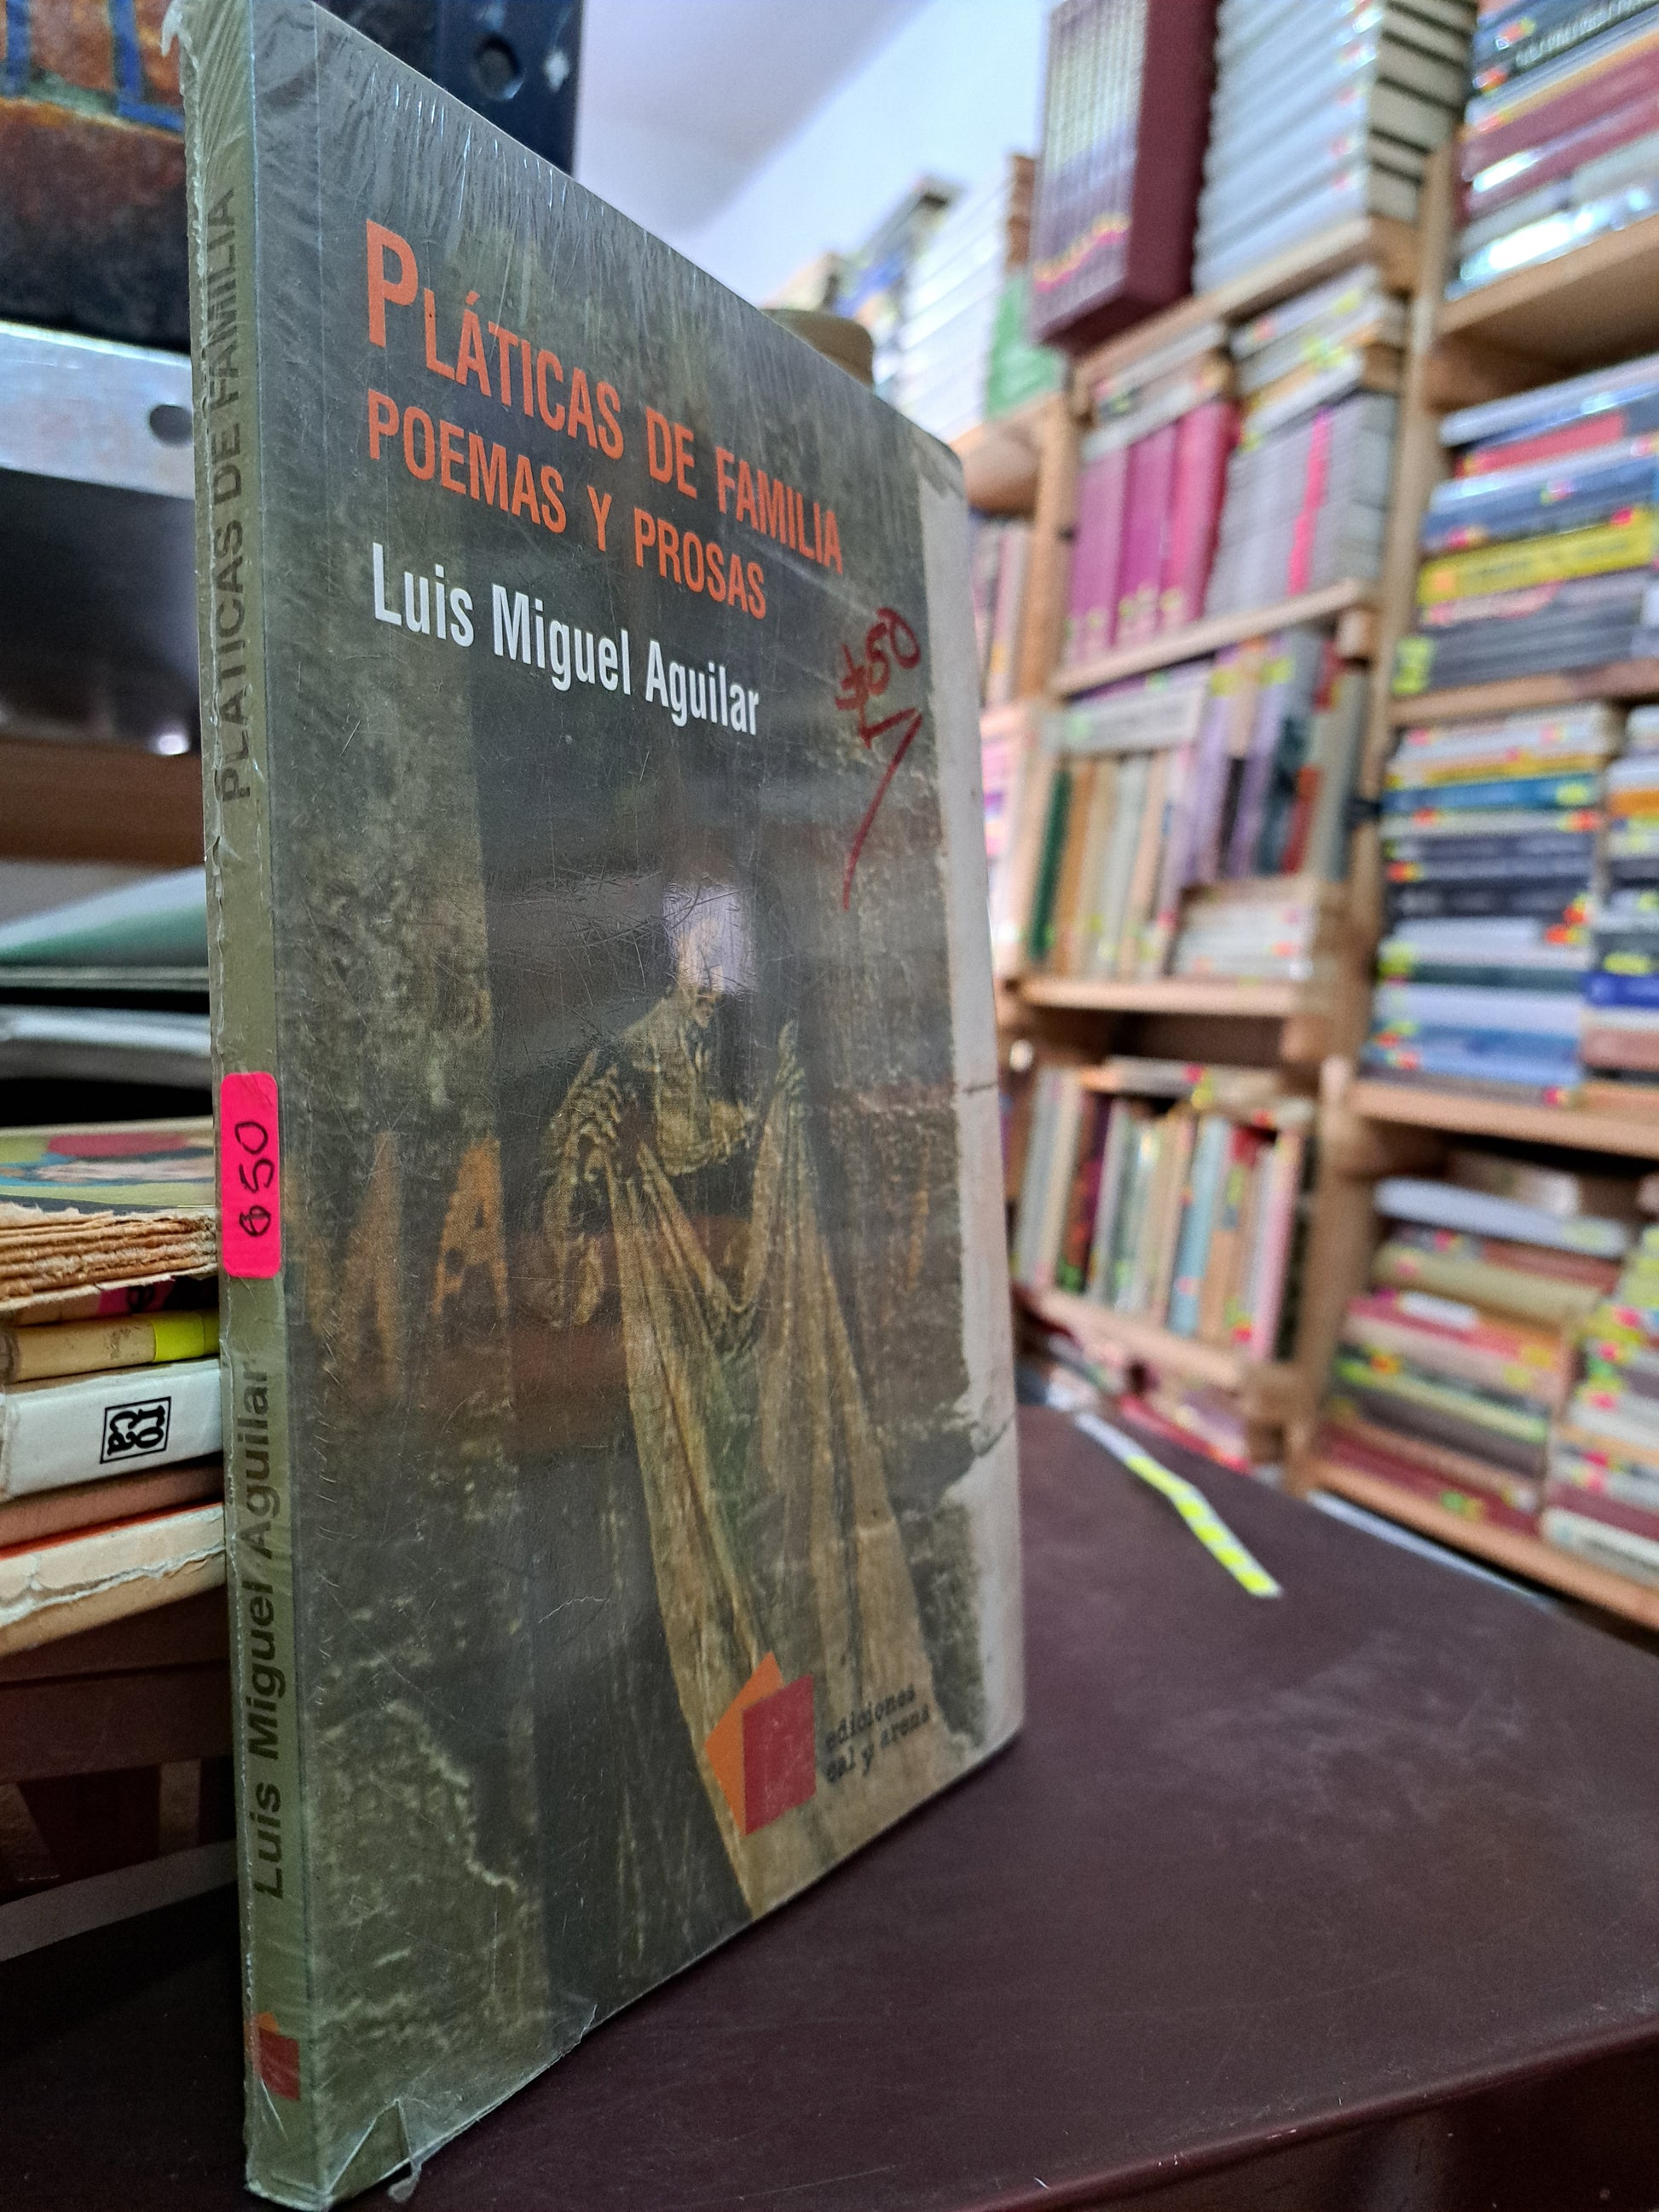 PLÁTICAS DE FAMILIA
POEMAS Y PROSAS
Luis Miguel Aguilar
$50
ediciones
cal y arena
PLÁTICAS DE FAMILIA
$50
Luis Miguel Aguilar
roca